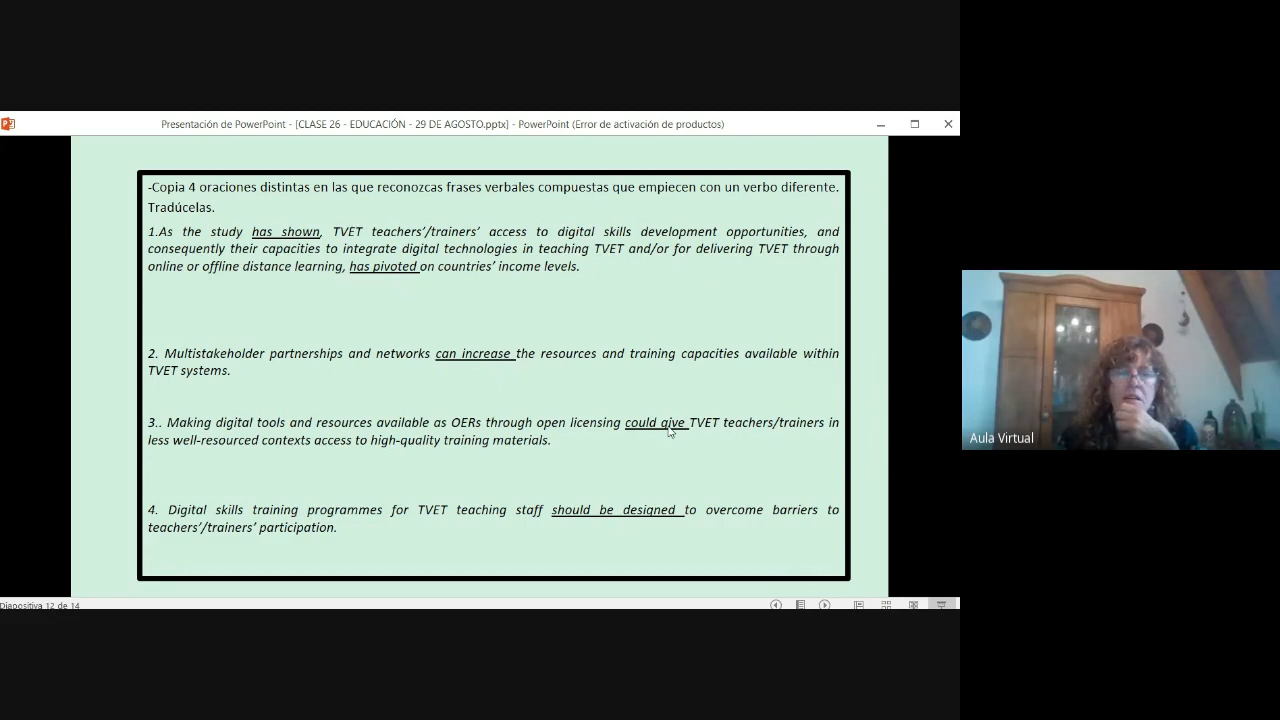 Presentación de PowerPoint - [CLASE 26 - EDUCACIÓN - 29 DE AGOSTO.pptx] - PowerPoint (Error de activación de productos)
-Copia 4 oraciones distintas en las que reconozcas frases verbales compuestas que empiecen con un verbo diferente.
Tradúcelas.
1.As the study has shown, TVET teachers’/trainers’ access to digital skills development opportunities, and
consequently their capacities to integrate digital technologies in teaching TVET and/or for delivering TVET through
online or offline distance learning, has pivoted on countries’ income levels.
2. Multistakeholder partnerships and networks can increase the resources and training capacities available within
TVET systems.
3.. Making digital tools and resources available as OERs through open licensing could give TVET teachers/trainers in
less well-resourced contexts access to high-quality training materials.
Aula Virtual
4. Digital skills training programmes for TVET teaching staff should be designed to overcome barriers to
teachers’/trainers’ participation.
Diapositiva 12 de 14